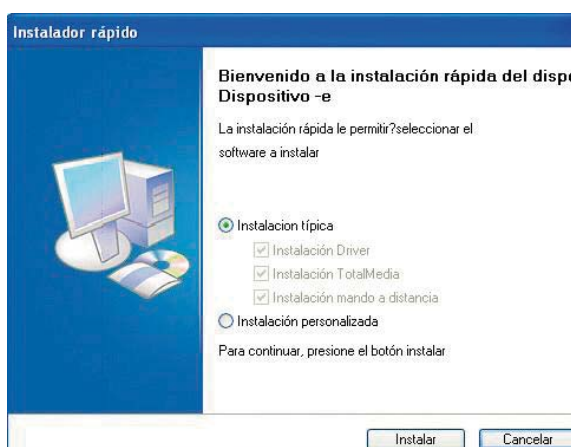 Instalador rápido
Bienvenido a la instalación rápida del
Dispositivo -e
La instalación rápida le permitir?seleccionar el
software a instalar
Instalacion típica
Instalación Driver
Instalación TotalMedia
Instalación mando a distancia
Instalación personalizada
Para continuar, presione el botón instalar
Instalar
Cancelar